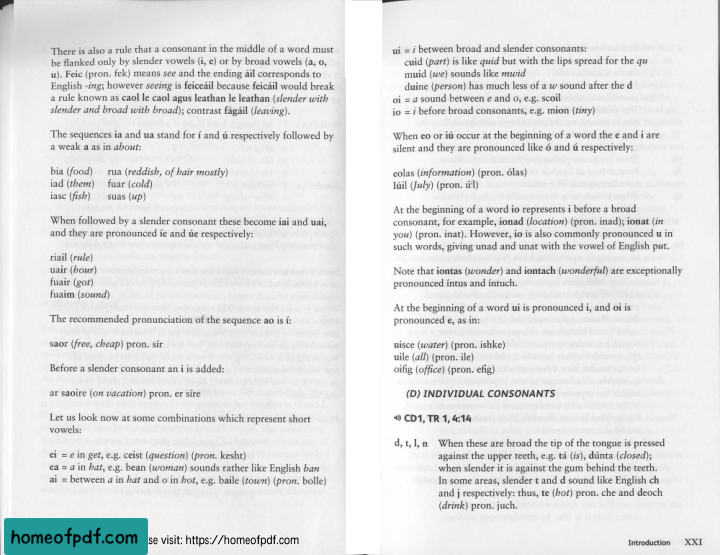 There is also a rule that a consonant in the middle of a word must
be flanked only by slender vowels (i, e) or by broad vowels (a, o,
u). Feic (pron. fek) means see and the ending áil corresponds to
English -ing; however seeing is feiceáil because feicáil would break
a rule known as caol le caol agus leathan le leathan (slender with
slender and broad with broad); contrast fágáil (leaving).
The sequences ia and ua stand for í and ú respectively followed by
a weak a as in about:
bia (food) rua (reddish, of hair mostly)
iad (them) fuar (cold)
iasc (fish) suas (up)
When followed by a slender consonant these become iai and uai,
and they are pronounced íe and úe respectively:
riail (rule)
uair (hour)
fuair (got)
fuaim (sound)
The recommended pronunciation of the sequence ao is í:
saor (free, cheap) pron. sír
Before a slender consonant an i is added:
ar saoire (on vacation) pron. er síre
Let us look now at some combinations which represent short
vowels:
ei = e in get, e.g. ceist (question) (pron. kesht)
ea = a in hat, e.g. bean (woman) sounds rather like English ban
ai = between a in hat and o in hot, e.g. baile (town) (pron. bolle)
homeofpdf.com
se visit: https://homeofpdf.com
ui = i between broad and slender consonants:
cuid (part) is like quid but with the lips spread for the qu
muid (we) sounds like mwid
duine (person) has much less of a w sound after the d
oi = a sound between e and o, e.g. scoil
io = i before broad consonants, e.g. mion (tiny)
When eo or iú occur at the beginning of a word the e and i are
silent and they are pronounced like ó and ú respectively:
eolas (information) (pron. ólas)
Iúil (July) (pron. ú'l)
At the beginning of a word io represents i before a broad
consonant, for example, ionad (location) (pron. inad); ionat (in
you) (pron. inat). However, io is also commonly pronounced u in
such words, giving unad and unat with the vowel of English put.
Note that iontas (wonder) and iontach (wonderful) are exceptionally
pronounced íntus and íntuch.
At the beginning of a word ui is pronounced i, and oi is
pronounced e, as in:
uisce (water) (pron. ishke)
uile (all) (pron. ile)
oifig (office) (pron. efig)
(D) INDIVIDUAL CONSONANTS
CD1, TR 1, 4:14
d, t, l, n When these are broad the tip of the tongue is pressed
against the upper teeth, e.g. tá (is), dúnta (closed);
when slender it is against the gum behind the teeth.
In some areas, slender t and d sound like English ch
and j respectively: thus, te (hot) pron. che and deoch
(drink) pron. juch.
Introduction XXI